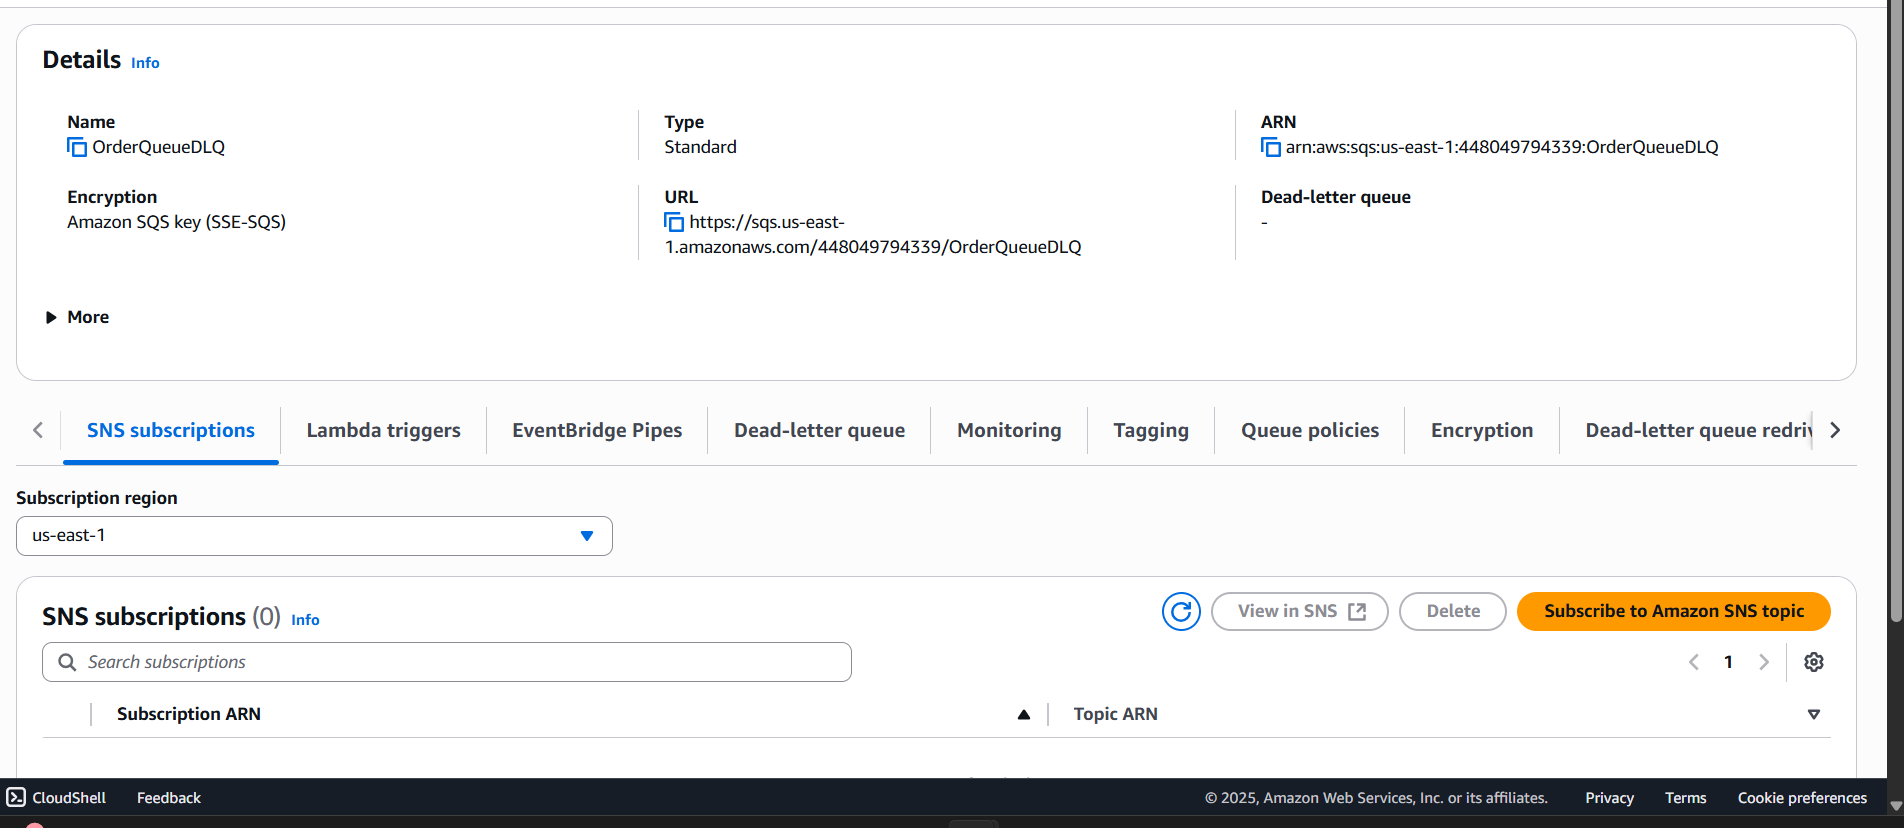 Details Info
Name
OrderQueueDLQ
Type
Standard
ARN
arn:aws:sqs:us-east-1:448049794339:OrderQueueDLQ
Encryption
Amazon SQS key (SSE-SQS)
URL
https://sqs.us-east-
1.amazonaws.com/448049794339/OrderQueueDLQ
Dead-letter queue
-
More
SNS subscriptions Lambda triggers EventBridge Pipes Dead-letter queue Monitoring Tagging Queue policies Encryption Dead-letter queue
Subscription region
us-east-1
SNS subscriptions (0) Info
View in SNS Delete Subscribe to Amazon SNS topic
Search subscriptions
1
Subscription ARN Topic ARN
CloudShell Feedback © 2025, Amazon Web Services, Inc. or its affiliates. Privacy Terms Cookie preferences